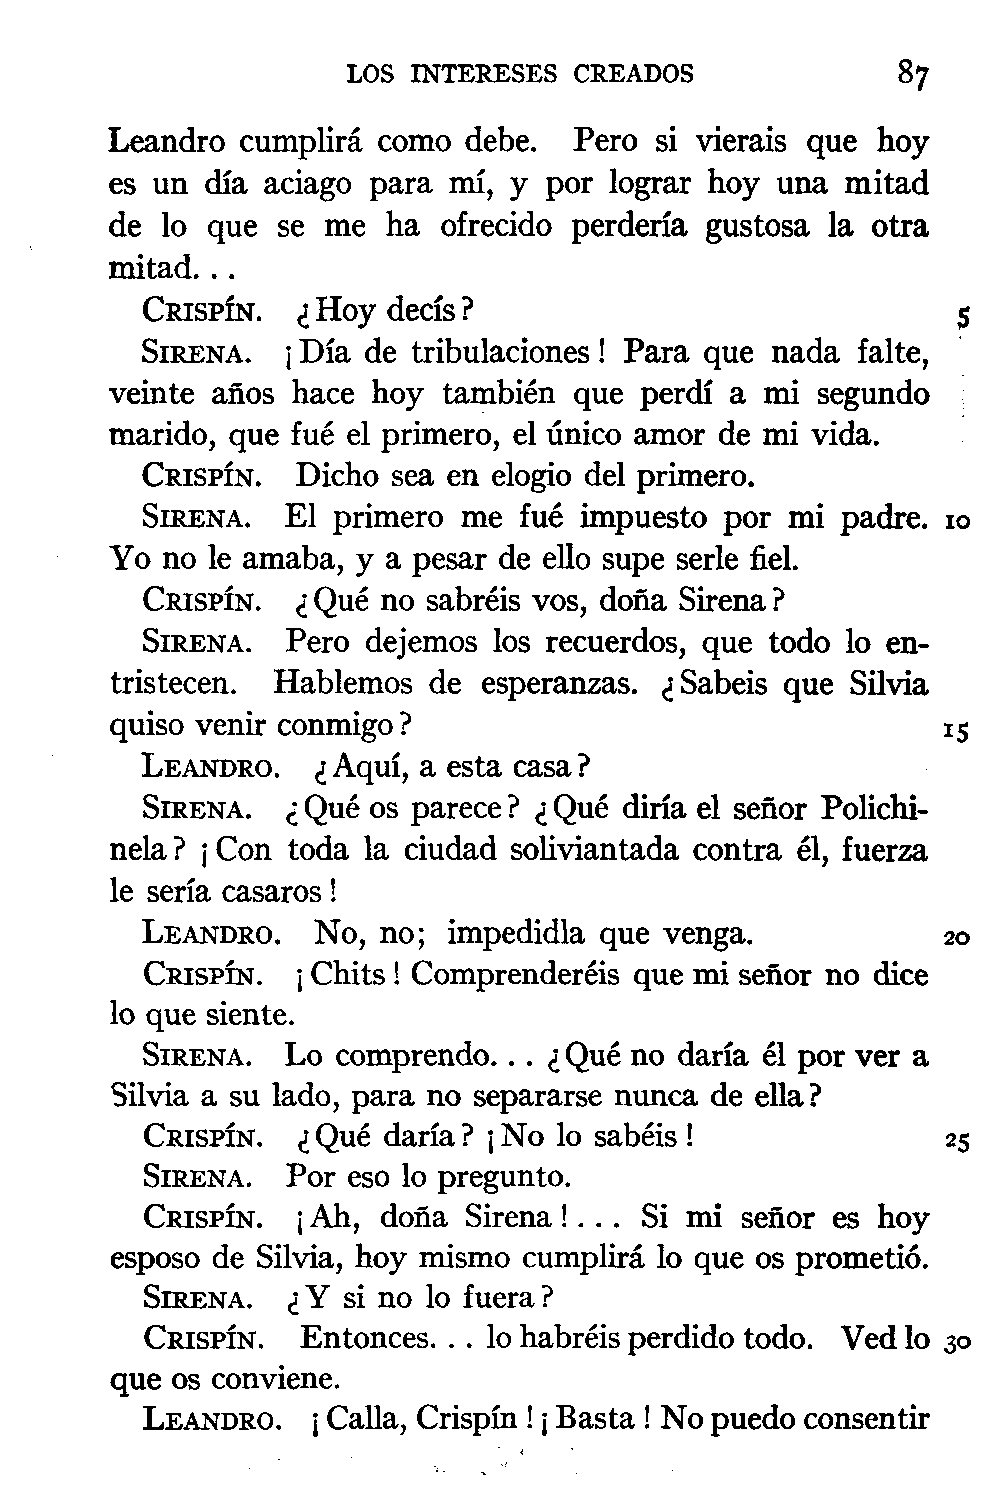 LOS INTERESES CREADOS 87
Leandro cumplirá como debe. Pero si vierais que hoy
es un día aciago para mí, y por lograr hoy una mitad
de lo que se me ha ofrecido perdería gustosa la otra
mitad. . .
CRISPÍN. ¿Hoy decís? 5
SIRENA. ¡Día de tribulaciones! Para que nada falte,
veinte años hace hoy también que perdí a mi segundo
marido, que fué el primero, el único amor de mi vida.
CRISPÍN. Dicho sea en elogio del primero.
SIRENA. El primero me fué impuesto por mi padre. 10
Yo no le amaba, y a pesar de ello supe serle fiel.
CRISPÍN. ¿Qué no sabréis vos, doña Sirena?
SIRENA. Pero dejemos los recuerdos, que todo lo en-
tristecen. Hablemos de esperanzas. ¿Sabeis que Silvia
quiso venir conmigo? 15
LEANDRO. ¿Aquí, a esta casa?
SIRENA. ¿Qué os parece? ¿Qué diría el señor Polichi-
nela? ¡Con toda la ciudad soliviantada contra él, fuerza
le sería casaros!
LEANDRO. No, no; impedidla que venga. 20
CRISPÍN. ¡Chits! Comprenderéis que mi señor no dice
lo que siente.
SIRENA. Lo comprendo. . . ¿Qué no daría él por ver a
Silvia a su lado, para no separarse nunca de ella?
CRISPÍN. ¿Qué daría? ¡No lo sabéis! 25
SIRENA. Por eso lo pregunto.
CRISPÍN. ¡Ah, doña Sirena!. . . Si mi señor es hoy
esposo de Silvia, hoy mismo cumplirá lo que os prometió.
SIRENA. ¿Y si no lo fuera?
CRISPÍN. Entonces. . . lo habréis perdido todo. Ved lo 30
que os conviene.
LEANDRO. ¡Calla, Crispín! ¡Basta! No puedo consentir